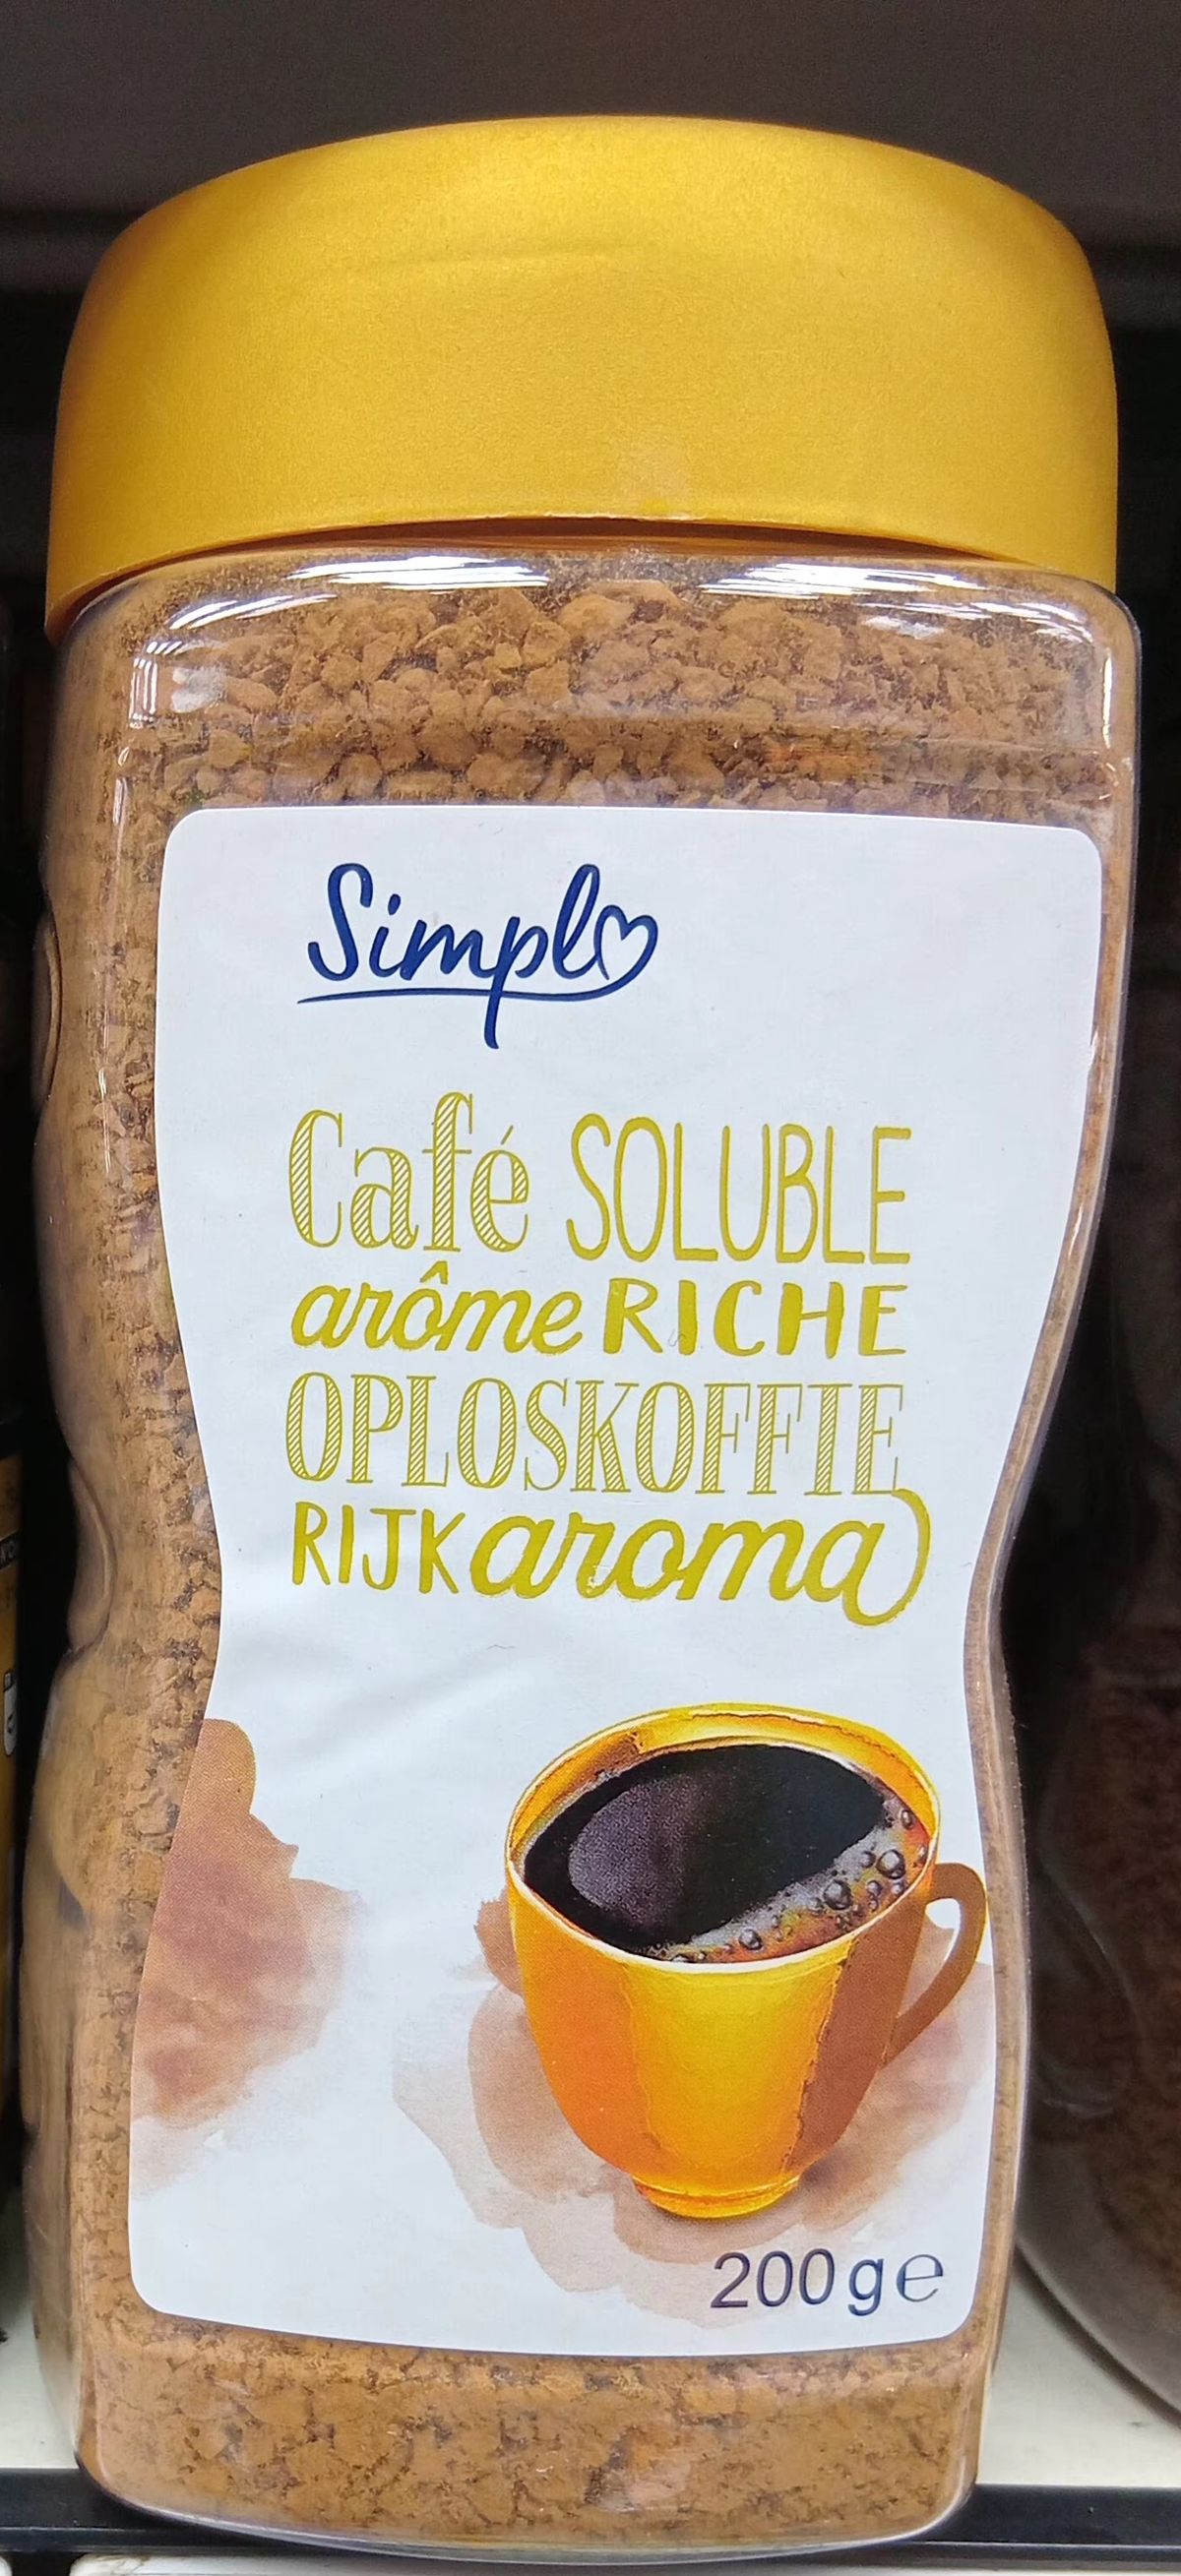 Simpl
Café SOLUBLE
arôme RICHE
OPLOSKOFFIE
RIJK aroma
200g e